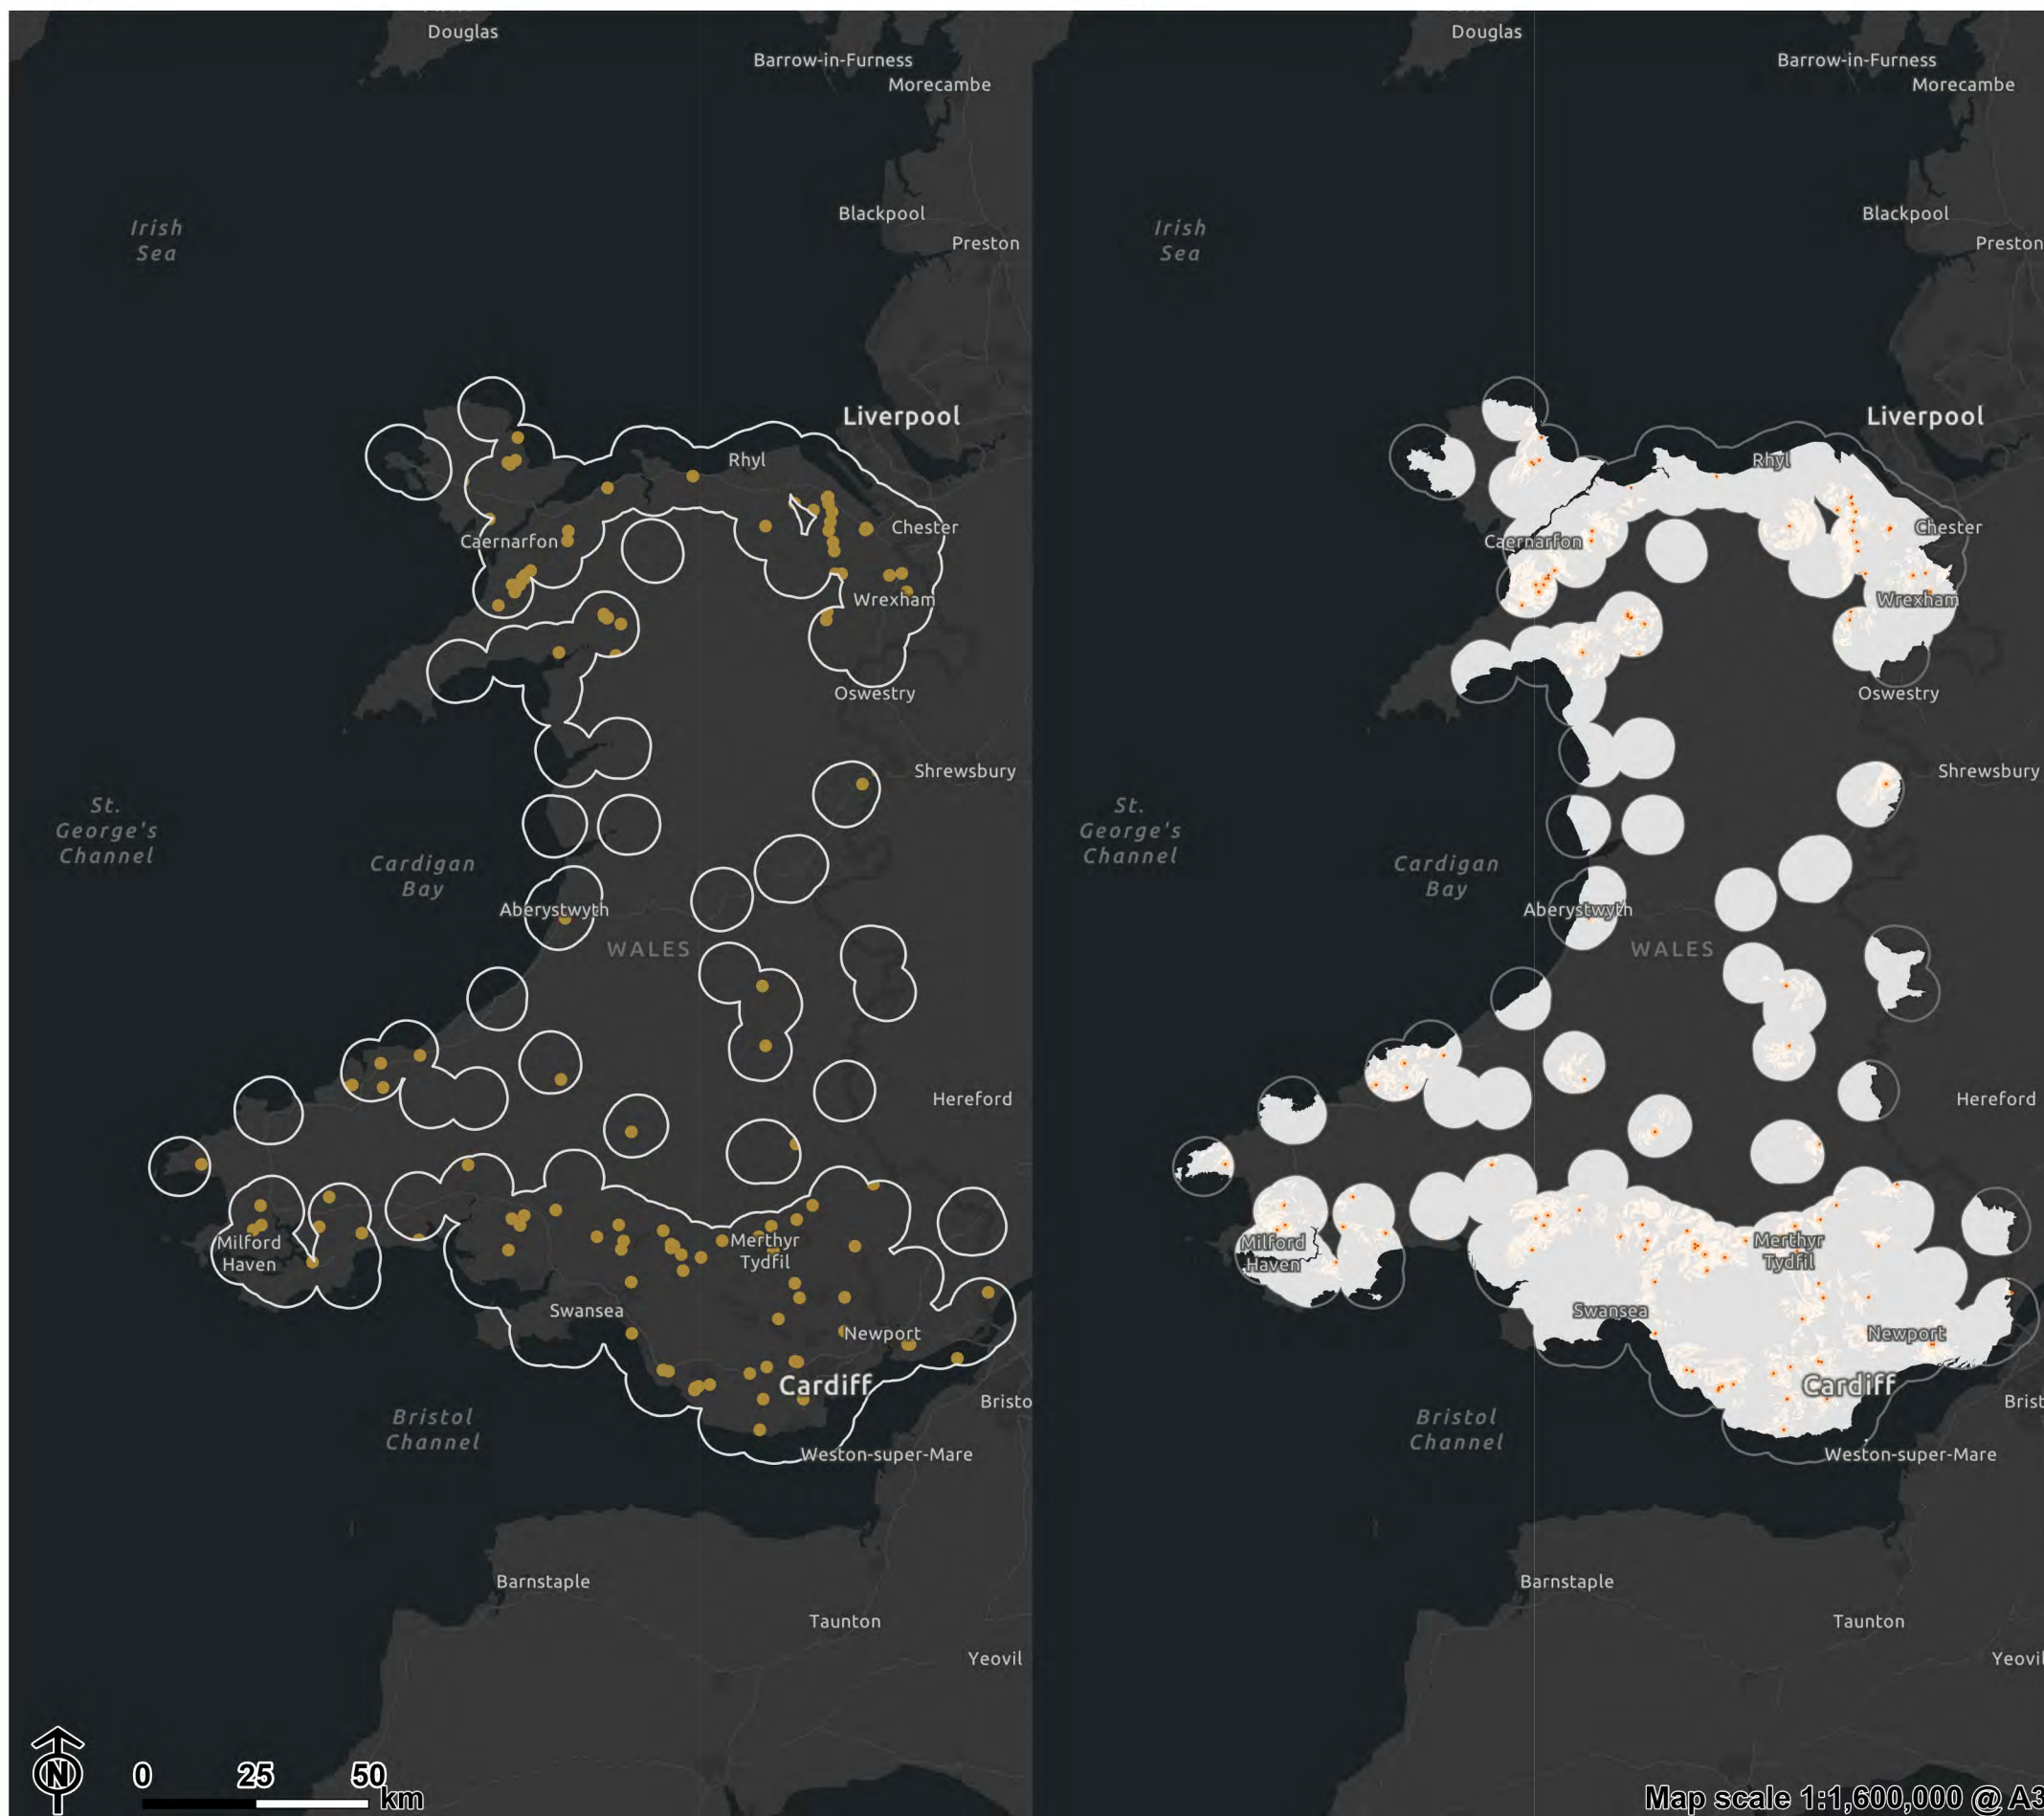 Douglas
Barrow-in-Furness
Morecambe
Blackpool
Preston
Irish
Sea
Liverpool
Rhyl
Chester
Caernarfon
Wrexham
Oswestry
Shrewsbury
St.
George's
Channel
Cardigan
Bay
Aberystwyth
WALES
Hereford
Milford
Haven
Merthyr
Tydfil
Swansea
Newport
Cardiff
Bristo
Bristol
Channel
Weston-super-Mare
Barnstaple
Taunton
Yeovil
N
0 25 50
km
Douglas
Barrow-in-Furness
Morecambe
Blackpool
Preston
Irish
Sea
Liverpool
Rhyl
Chester
Caernarfon
Wrexham
Oswestry
Shrewsbury
St.
George's
Channel
Cardigan
Bay
Aberystwyth
WALES
Hereford
Milford
Haven
Merthyr
Tydfil
Swansea
Newport
Cardiff
Brist
Bristol
Channel
Weston-super-Mare
Barnstaple
Taunton
Yeovil
Map scale 1:1,600,000 @ A3